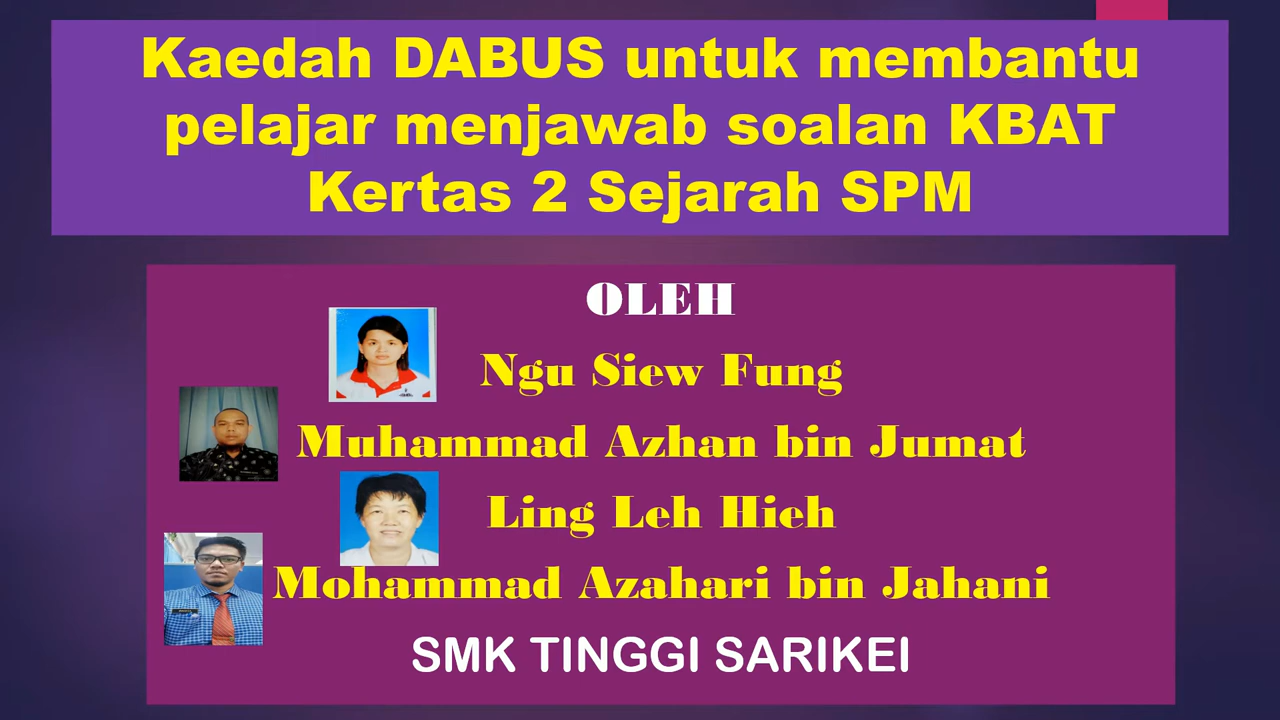 Kaedah DABUS untuk membantu
pelajar menjawab soalan KBAT
Kertas 2 Sejarah SPM
OLEH
Ngu Siew Fung
Muhammad Azhan bin Jumat
Ling Leh Hieh
Mohammad Azahari bin Jahani
SMK TINGGI SARIKEI